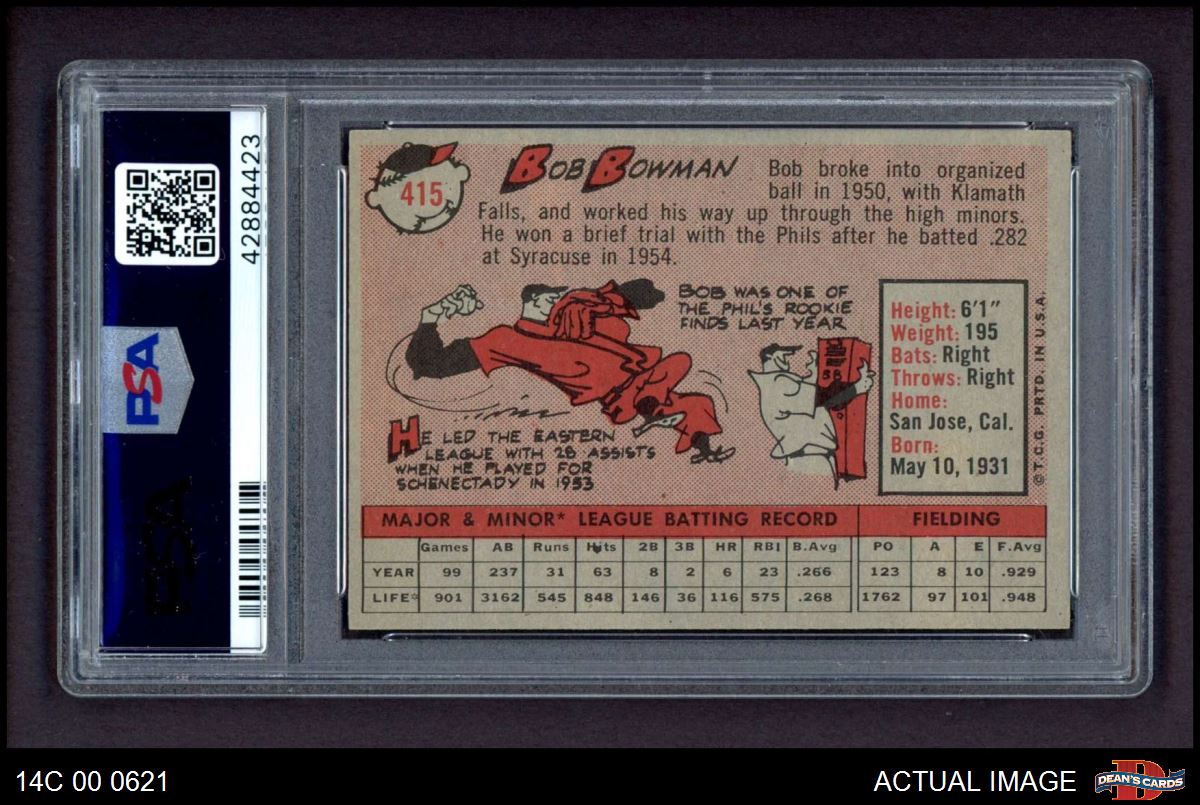 42884423
PSA
PSA
415
BOB BOWMAN
Bob broke into organized
ball in 1950, with Klamath
Falls, and worked his way up through the high minors.
He won a brief trial with the Phils after he batted .282
at Syracuse in 1954.
BOB WAS ONE OF
THE PHIL'S ROOKIE
FINDS LAST YEAR
HE LED THE EASTERN
LEAGUE WITH 28 ASSISTS
WHEN HE PLAYED FOR
SCHENECTADY IN 1953
Height: 6'1"
Weight: 195
Bats: Right
Throws: Right
Home:
San Jose, Cal.
Born:
May 10, 1931
©T.C.G. PRTD. IN U.S.A.
MAJOR & MINOR* LEAGUE BATTING RECORD FIELDING
Games AB Runs Hits 2B 3B HR RBI B.Avg PO A E F.Avg
YEAR 99 237 31 63 8 2 6 23 .266 123 8 10 .929
LIFE* 901 3162 545 848 146 36 116 575 .268 1762 97 101 .948
14C 00 0621
ACTUAL IMAGE
D
DEAN'S CARDS